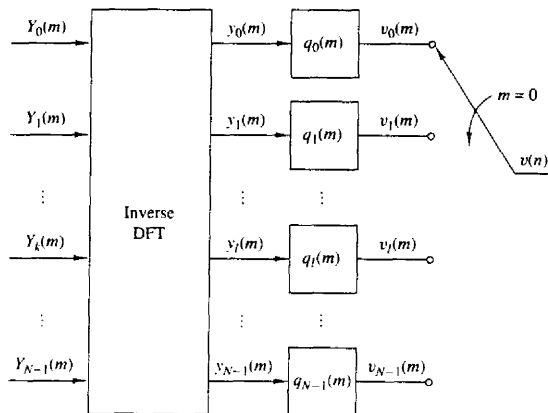 Y_0(m) y_0(m) q_0(m) v_0(m)
m = 0
Y_1(m) y_1(m) q_1(m) v_1(m)
v(n)
⋮ ⋮ ⋮
Inverse
DFT
Y_k(m) y_l(m) q_l(m) v_l(m)
⋮ ⋮ ⋮
Y_{N−1}(m) y_{N−1}(m) q_{N−1}(m) v_{N−1}(m)